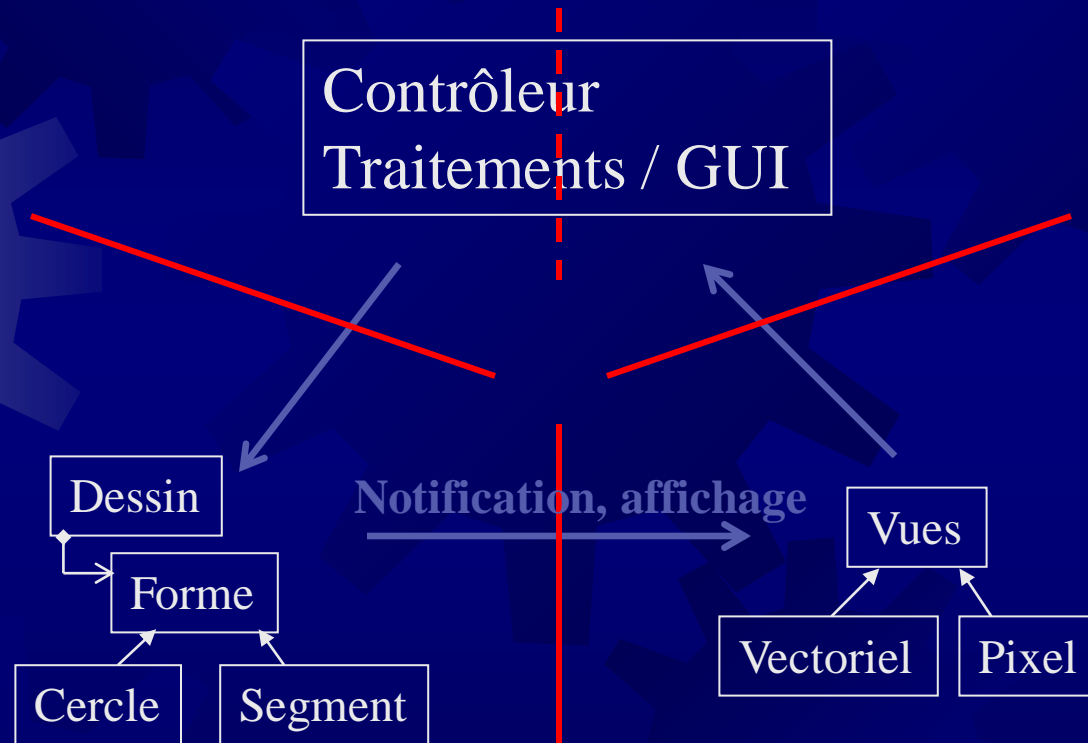 Contrôleur
Traitements / GUI
Dessin
Notification, affichage
Vues
Forme
Vectoriel
Pixel
Cercle
Segment